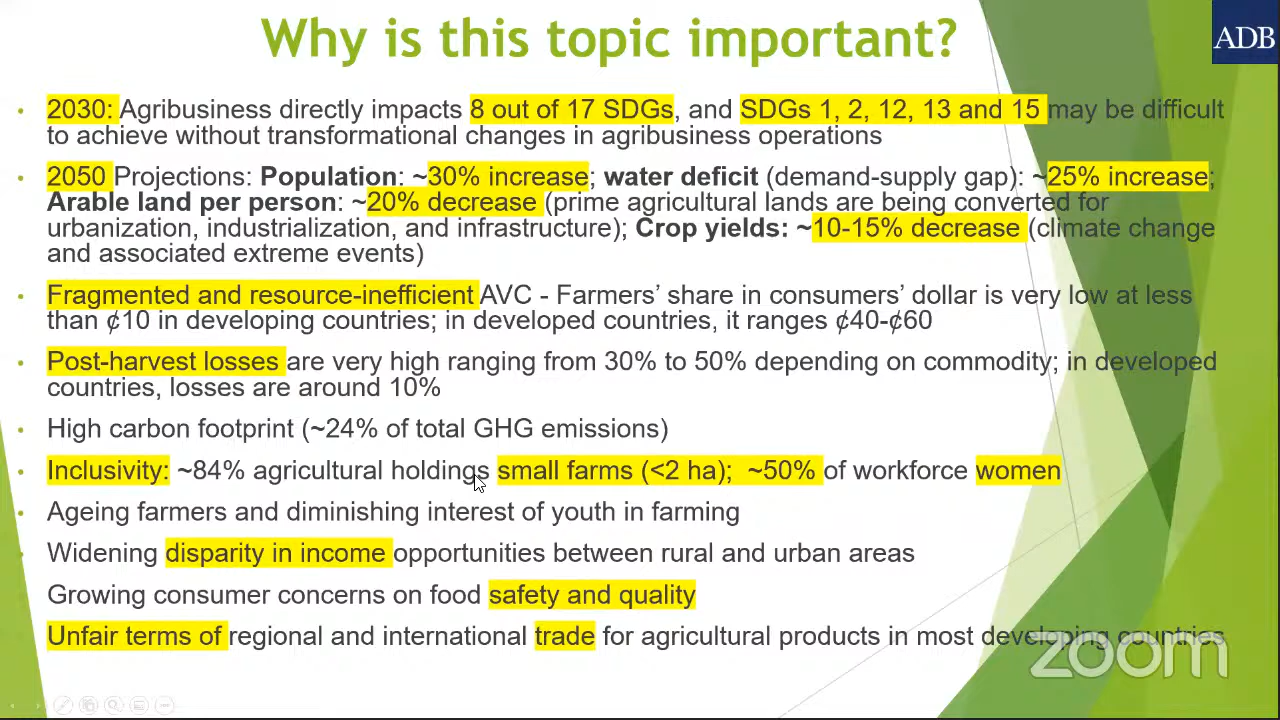 Why is this topic important?
ADB
• 2030: Agribusiness directly impacts 8 out of 17 SDGs, and SDGs 1, 2, 12, 13 and 15 may be difficult
to achieve without transformational changes in agribusiness operations
• 2050 Projections: Population: ~30% increase; water deficit (demand-supply gap): ~25% increase;
Arable land per person: ~20% decrease (prime agricultural lands are being converted for
urbanization, industrialization, and infrastructure); Crop yields: ~10-15% decrease (climate change
and associated extreme events)
• Fragmented and resource-inefficient AVC - Farmers’ share in consumers’ dollar is very low at less
than ¢10 in developing countries; in developed countries, it ranges ¢40-¢60
• Post-harvest losses are very high ranging from 30% to 50% depending on commodity; in developed
countries, losses are around 10%
• High carbon footprint (~24% of total GHG emissions)
• Inclusivity: ~84% agricultural holdings small farms (<2 ha); ~50% of workforce women
• Ageing farmers and diminishing interest of youth in farming
• Widening disparity in income opportunities between rural and urban areas
• Growing consumer concerns on food safety and quality
• Unfair terms of regional and international trade for agricultural products in most developing countries
zoom